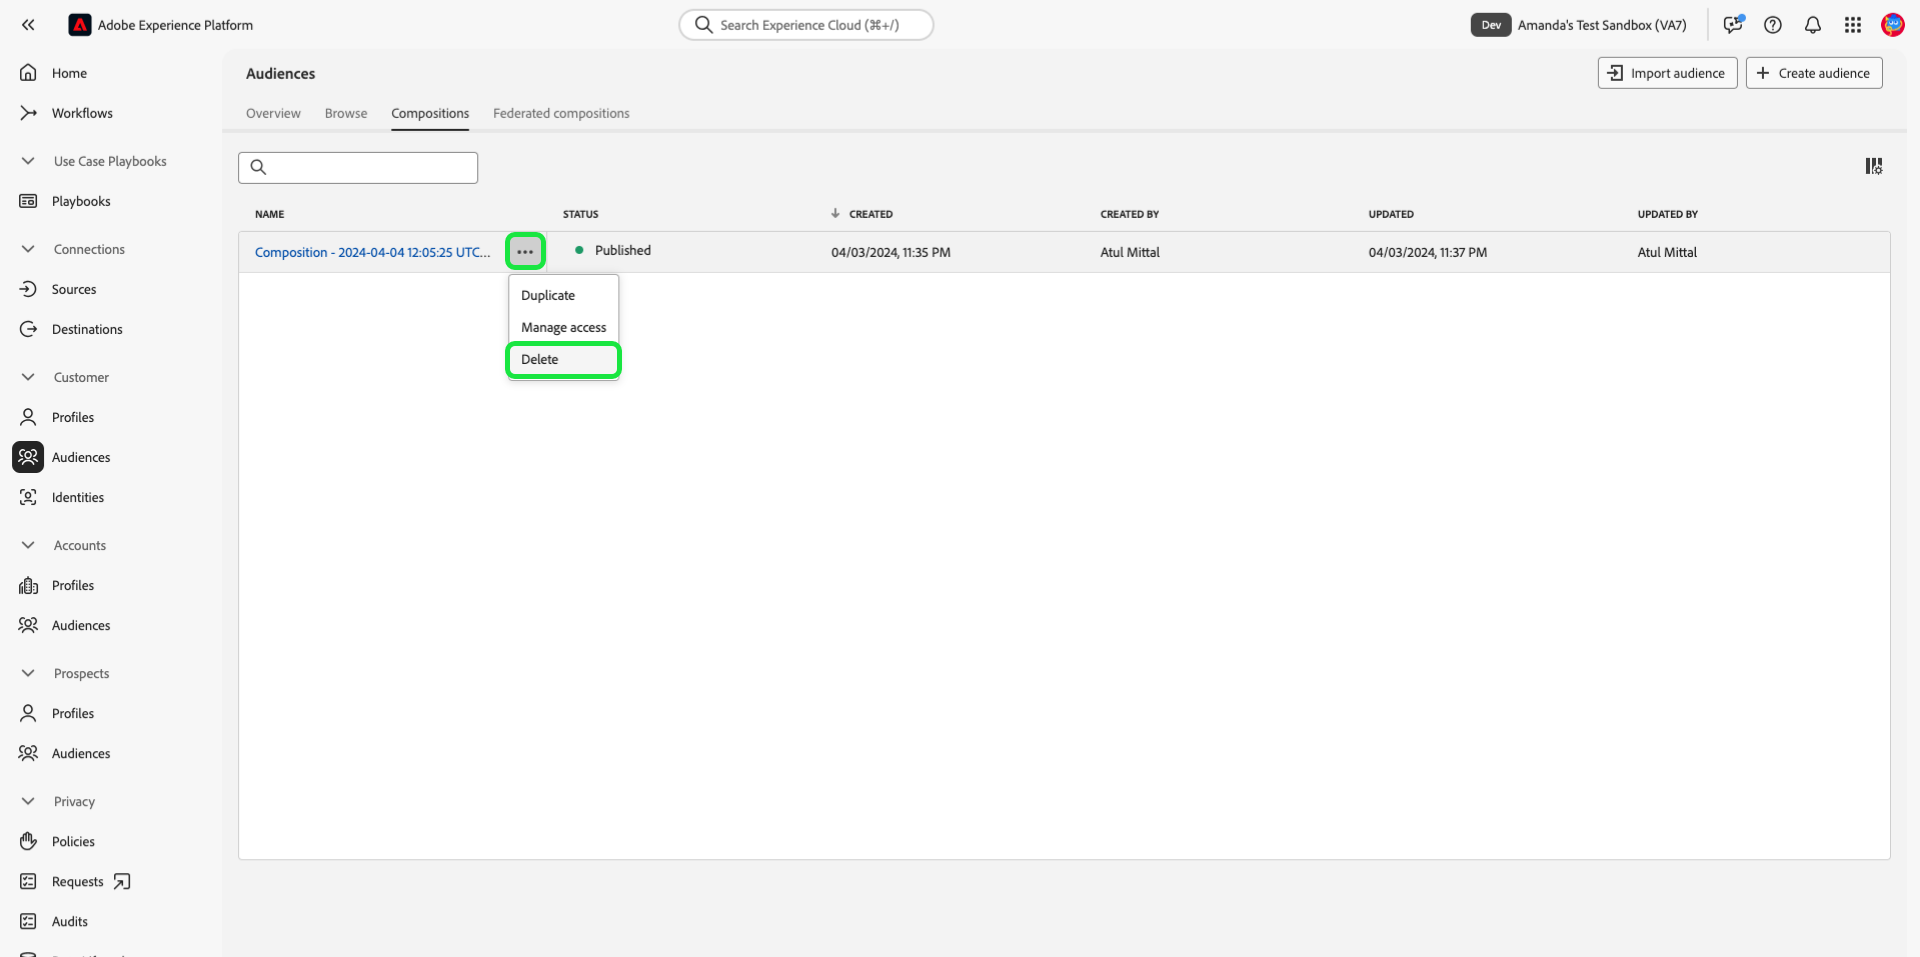 Adobe Experience Platform
Search Experience Cloud (⌘+/)
Dev
Amanda's Test Sandbox (VA7)
Home
Workflows
Use Case Playbooks
Playbooks
Connections
Sources
Destinations
Customer
Profiles
Audiences
Identities
Accounts
Profiles
Audiences
Prospects
Profiles
Audiences
Privacy
Policies
Requests
Audits
Audiences
Import audience
Create audience
Overview Browse Compositions Federated compositions
NAME STATUS CREATED CREATED BY UPDATED UPDATED BY
Composition - 2024-04-04 12:05:25 UTC... Published 04/03/2024, 11:35 PM Atul Mittal 04/03/2024, 11:37 PM Atul Mittal
Duplicate
Manage access
Delete